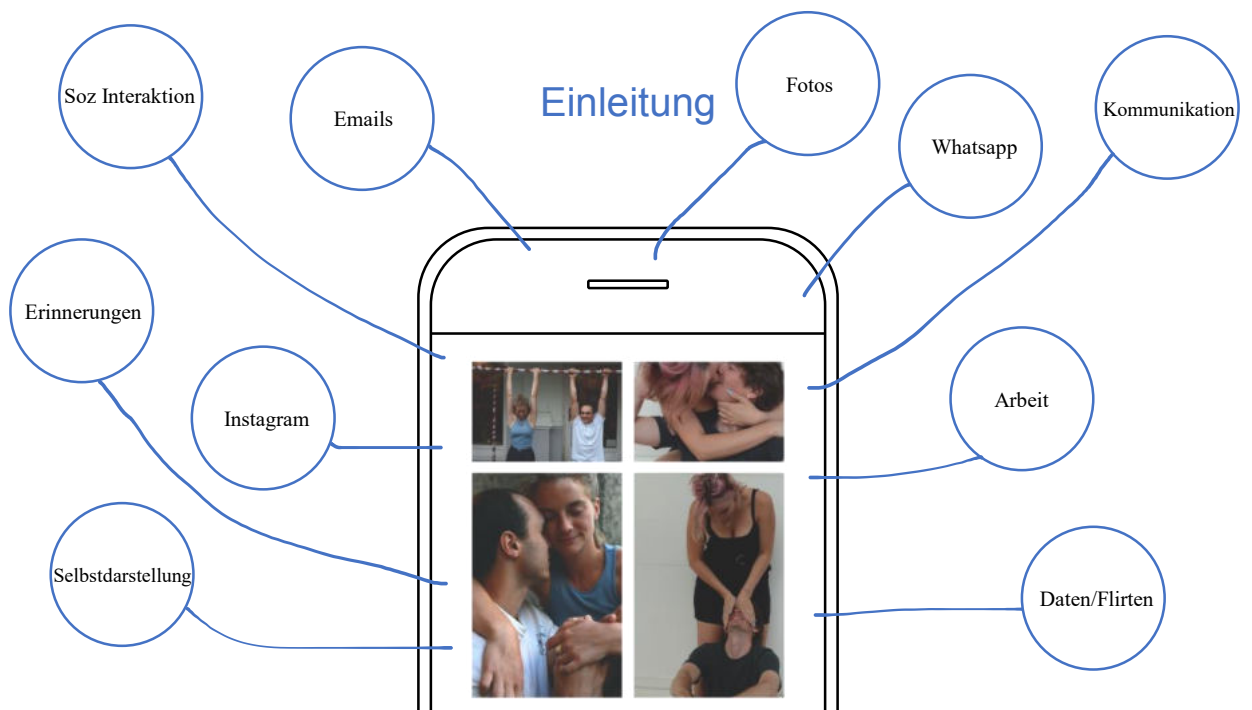 Einleitung
Soz Interaktion
Emails
Fotos
Whatsapp
Kommunikation
Erinnerungen
Instagram
Arbeit
Selbstdarstellung
Daten/Flirten